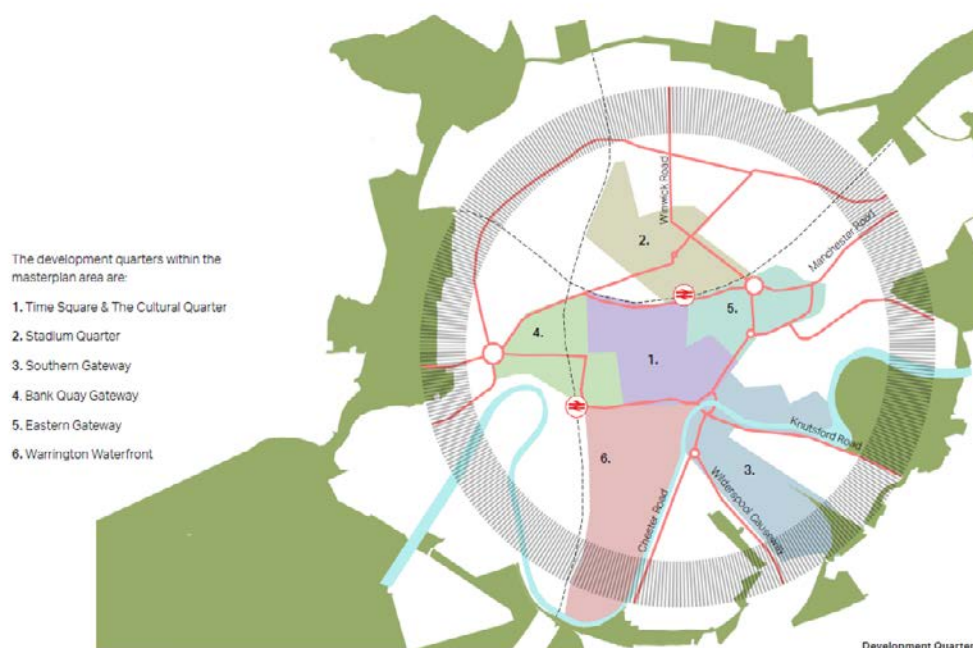 The development quarters within the
masterplan area are:
1. Time Square & The Cultural Quarter
2. Stadium Quarter
3. Southern Gateway
4. Bank Quay Gateway
5. Eastern Gateway
6. Warrington Waterfront
Winwick Road
Manchester Road
2.
5.
4.
1.
Knutsford Road
6.
3.
Chester Road
Wilderspool Causeway
Development Quarter